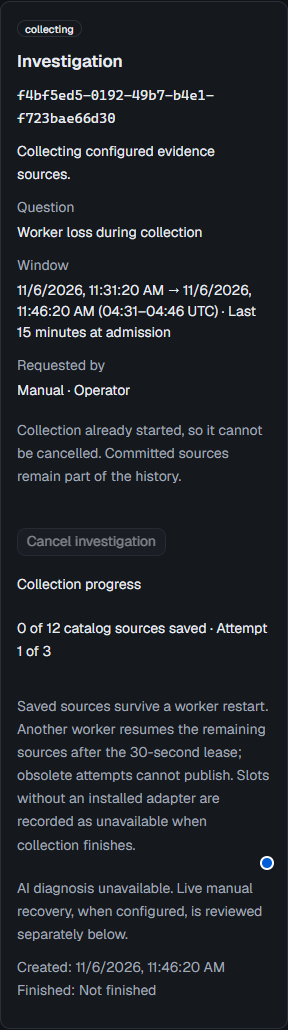 collecting
Investigation
f4bf5ed5-0192-49b7-b4e1-
f723bae66d30
Collecting configured evidence
sources.
Question
Worker loss during collection
Window
11/6/2026, 11:31:20 AM → 11/6/2026,
11:46:20 AM (04:31–04:46 UTC) · Last
15 minutes at admission
Requested by
Manual · Operator
Collection already started, so it cannot
be cancelled. Committed sources
remain part of the history.
Cancel investigation
Collection progress
0 of 12 catalog sources saved · Attempt
1 of 3
Saved sources survive a worker restart.
Another worker resumes the remaining
sources after the 30-second lease;
obsolete attempts cannot publish. Slots
without an installed adapter are
recorded as unavailable when
collection finishes.
AI diagnosis unavailable. Live manual
recovery, when configured, is reviewed
separately below.
Created: 11/6/2026, 11:46:20 AM
Finished: Not finished